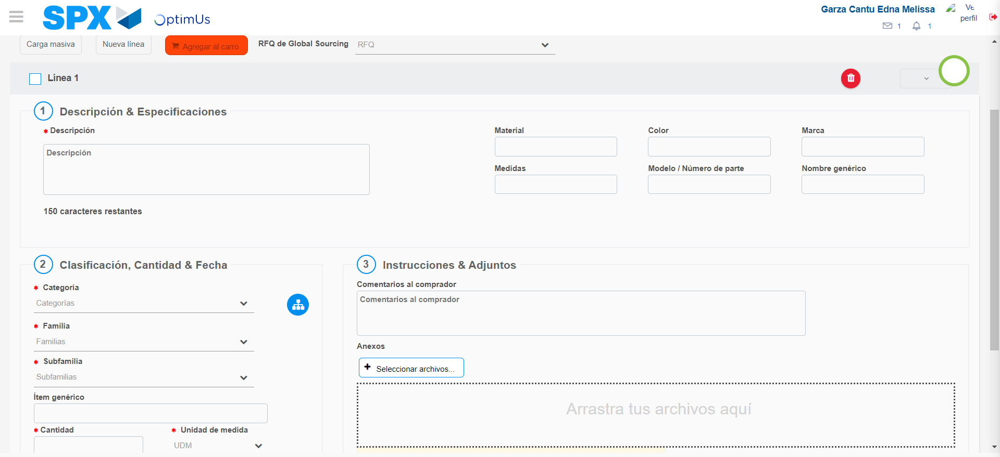 SPX
OptimUs
Garza Cantu Edna Melissa
Ve
perfil
1
1
Carga masiva
Nueva línea
Agregar al carro
RFQ de Global Sourcing
RFQ
Línea 1
1
Descripción & Especificaciones
* Descripción
Descripción
150 caracteres restantes
Material
Color
Marca
Medidas
Modelo / Número de parte
Nombre genérico
2
Clasificación, Cantidad & Fecha
* Categoría
Categorías
* Familia
Familias
* Subfamilia
Subfamilias
Ítem genérico
* Cantidad
* Unidad de medida
UDM
3
Instrucciones & Adjuntos
Comentarios al comprador
Comentarios al comprador
Anexos
Seleccionar archivos...
Arrastra tus archivos aquí